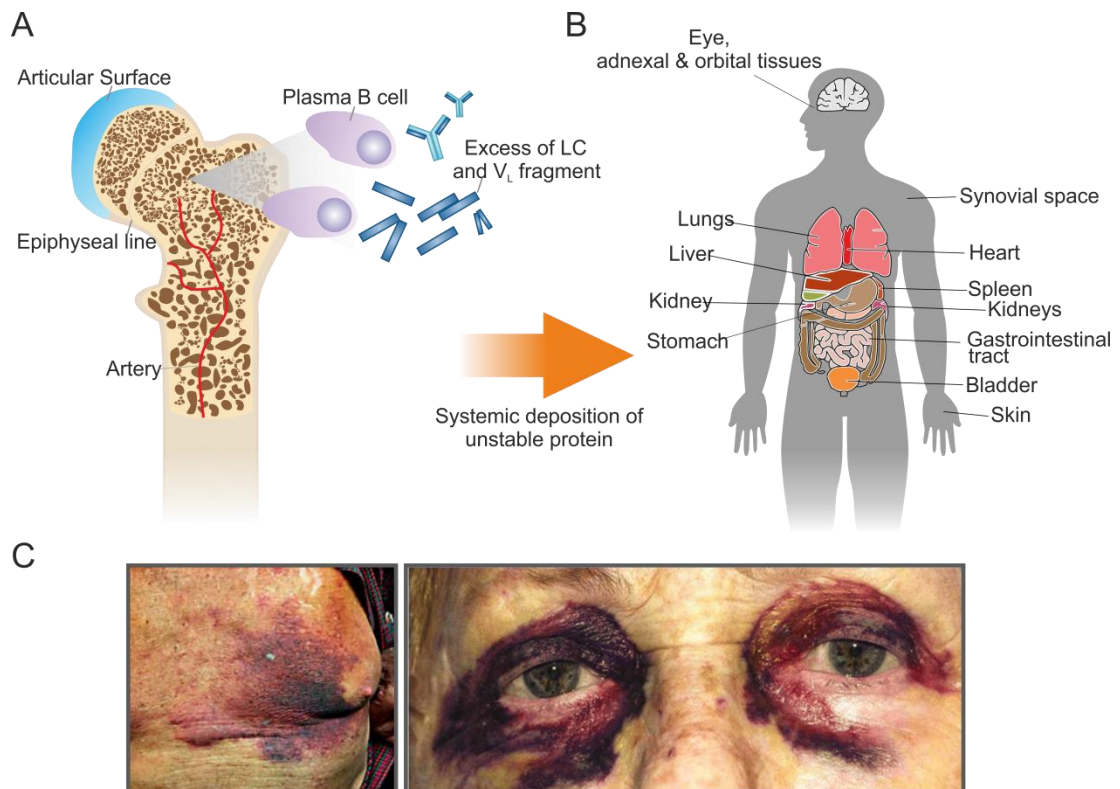 A
Articular Surface
Plasma B cell
Excess of LC
and VL fragment
Epiphyseal line
Artery
Systemic deposition of
unstable protein
B
Eye,
adnexal & orbital tissues
Synovial space
Lungs
Heart
Liver
Spleen
Kidney
Kidneys
Stomach
Gastrointestinal
tract
Bladder
Skin
C